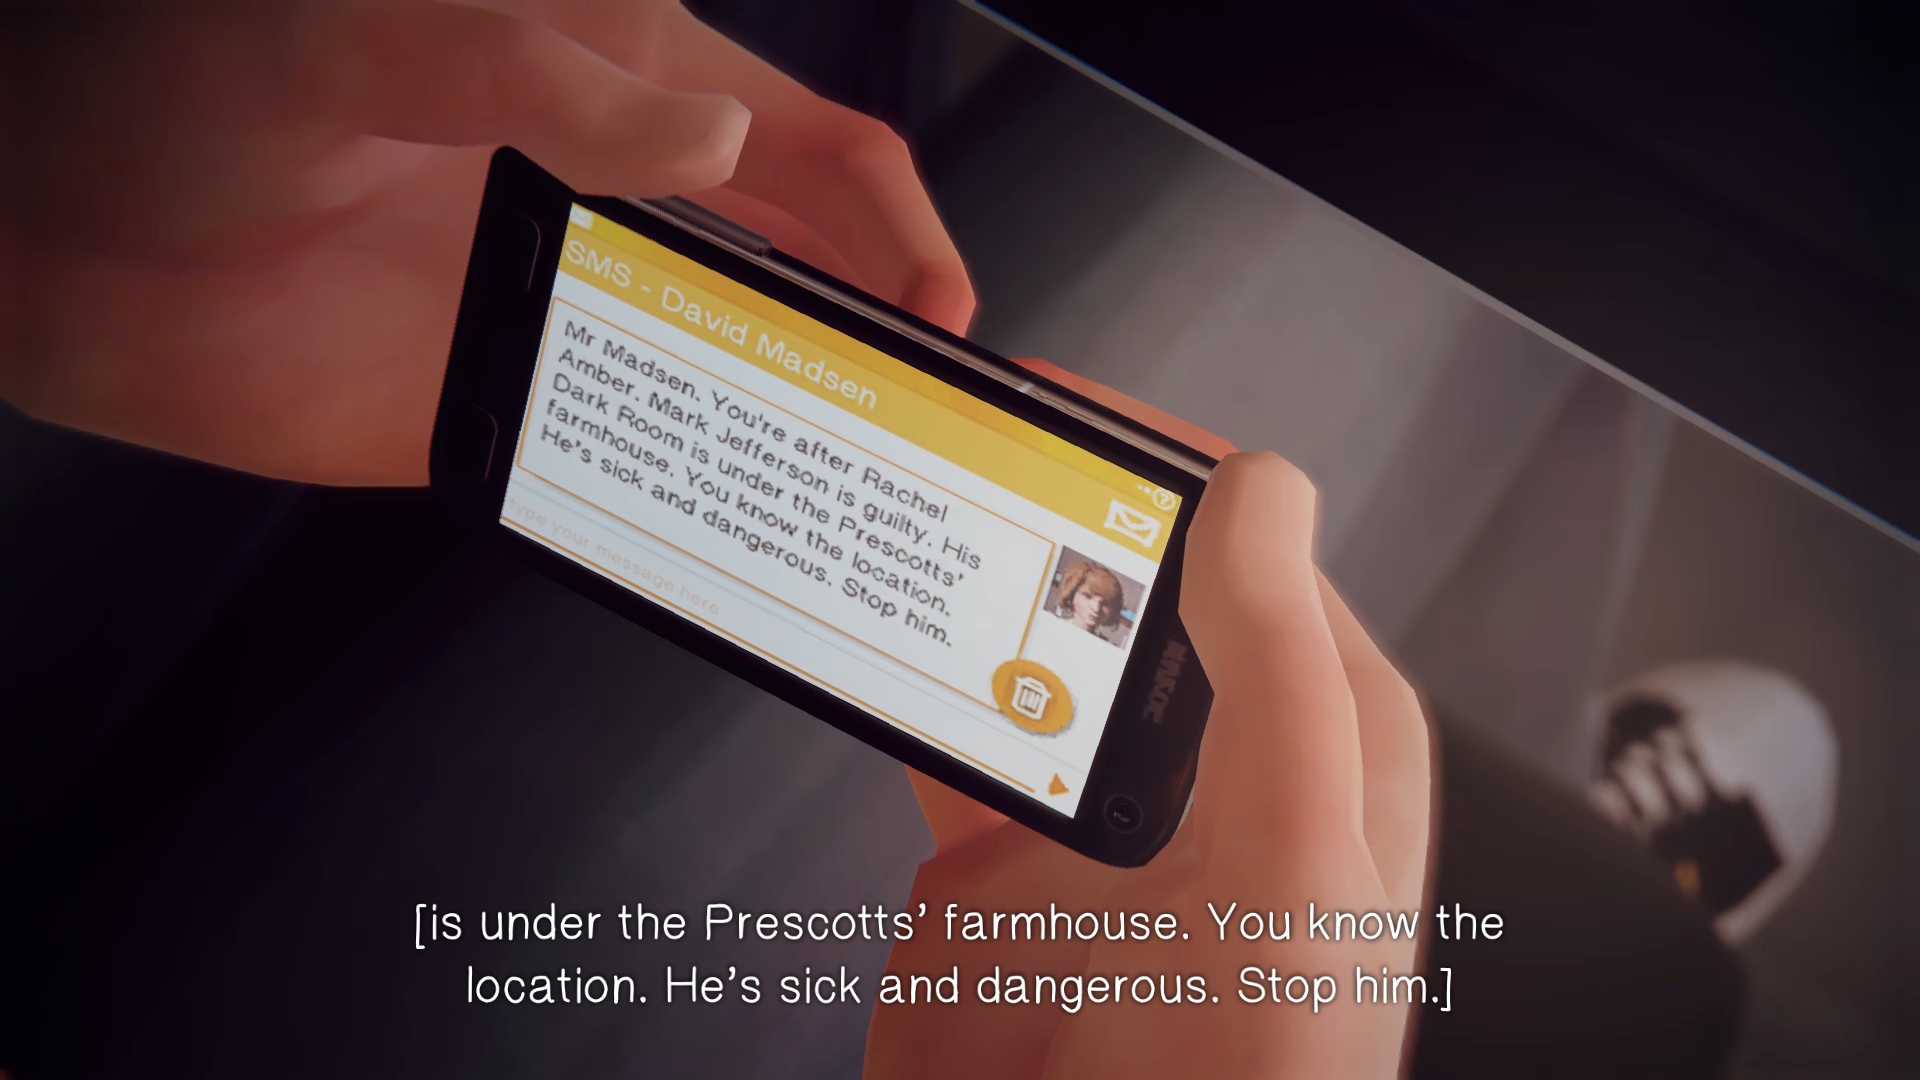 SMS - David Madsen
Mr Madsen. You're after Rachel
Amber. Mark Jefferson is guilty. His
Dark Room is under the Prescotts'
farmhouse. You know the location.
He's sick and dangerous. Stop him.
type your message here
[is under the Prescotts’ farmhouse. You know the
location. He’s sick and dangerous. Stop him.]